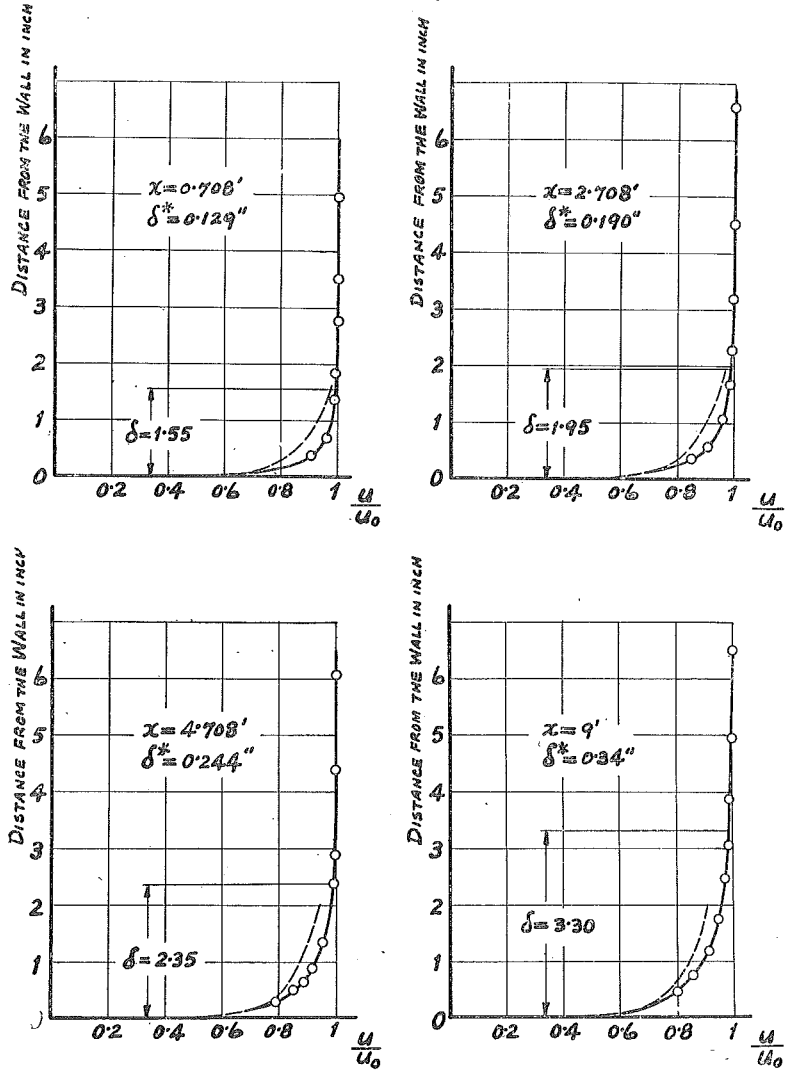 DISTANCE FROM THE WALL IN INCH
6
5
4
3
2
1
0
x=0·708'
δ*=0·129"
δ=1·55
0·2 0·4 0·6 0·8 1
u/u₀
DISTANCE FROM THE WALL IN INCH
6
5
4
3
2
1
0
x=2·708'
δ*=0·190"
δ=1·95
0·2 0·4 0·6 0·8 1
u/u₀
DISTANCE FROM THE WALL IN INCH
6
5
4
3
2
1
x=4·708'
δ*=0·244"
δ=2·35
0·2 0·4 0·6 0·8 1
u/u₀
DISTANCE FROM THE WALL IN INCH
6
5
4
3
2
1
0
x=9'
δ*=0·34"
δ=3·30
0·2 0·4 0·6 0·8 1
u/u₀